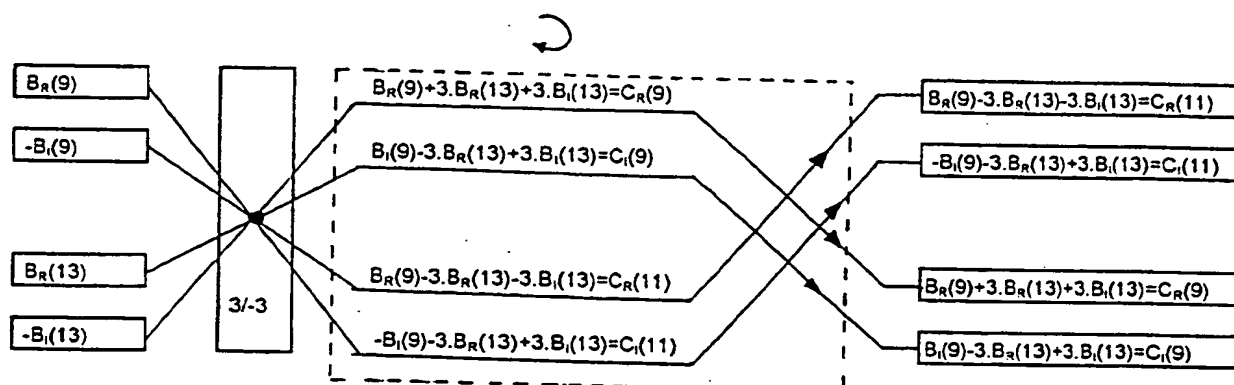 B_R(9)
-B_I(9)
B_R(13)
-B_I(13)
3/-3
B_R(9)+3.B_R(13)+3.B_I(13)=C_R(9)
B_I(9)-3.B_R(13)+3.B_I(13)=C_I(9)
B_R(9)-3.B_R(13)-3.B_I(13)=C_R(11)
-B_I(9)-3.B_R(13)+3.B_I(13)=C_I(11)
B_R(9)-3.B_R(13)-3.B_I(13)=C_R(11)
-B_I(9)-3.B_R(13)+3.B_I(13)=C_I(11)
B_R(9)+3.B_R(13)+3.B_I(13)=C_R(9)
B_I(9)-3.B_R(13)+3.B_I(13)=C_I(9)